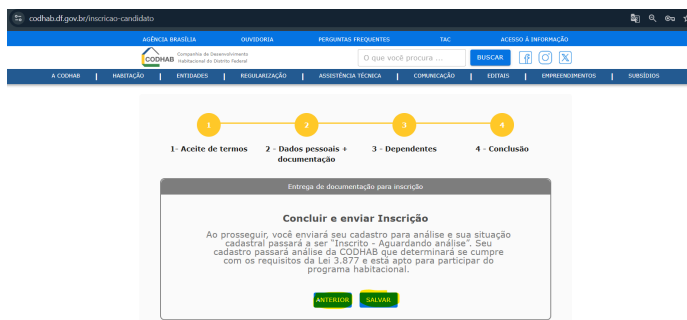 codhab.df.gov.br/inscricao-candidato
AGÊNCIA BRASÍLIA OUVIDORIA PERGUNTAS FREQUENTES TAC ACESSO À INFORMAÇÃO
CODHAB Companhia de Desenvolvimento
Habitacional do Distrito Federal
O que você procura ... BUSCAR
A CODHAB | HABITAÇÃO | ENTIDADES | REGULARIZAÇÃO | ASSISTÊNCIA TÉCNICA | COMUNICAÇÃO | EDITAIS | EMPREENDIMENTOS | SUBSÍDIOS
1 2 3 4
1- Aceite de termos 2 - Dados pessoais + 3 - Dependentes 4 - Conclusão
documentação
Entrega de documentação para inscrição
Concluir e enviar Inscrição
Ao prosseguir, você enviará seu cadastro para análise e sua situação
cadastral passará a ser "Inscrito - Aguardando análise". Seu
cadastro passará análise da CODHAB que determinará se cumpre
com os requisitos da Lei 3.877 e está apto para participar do
programa habitacional.
ANTERIOR SALVAR